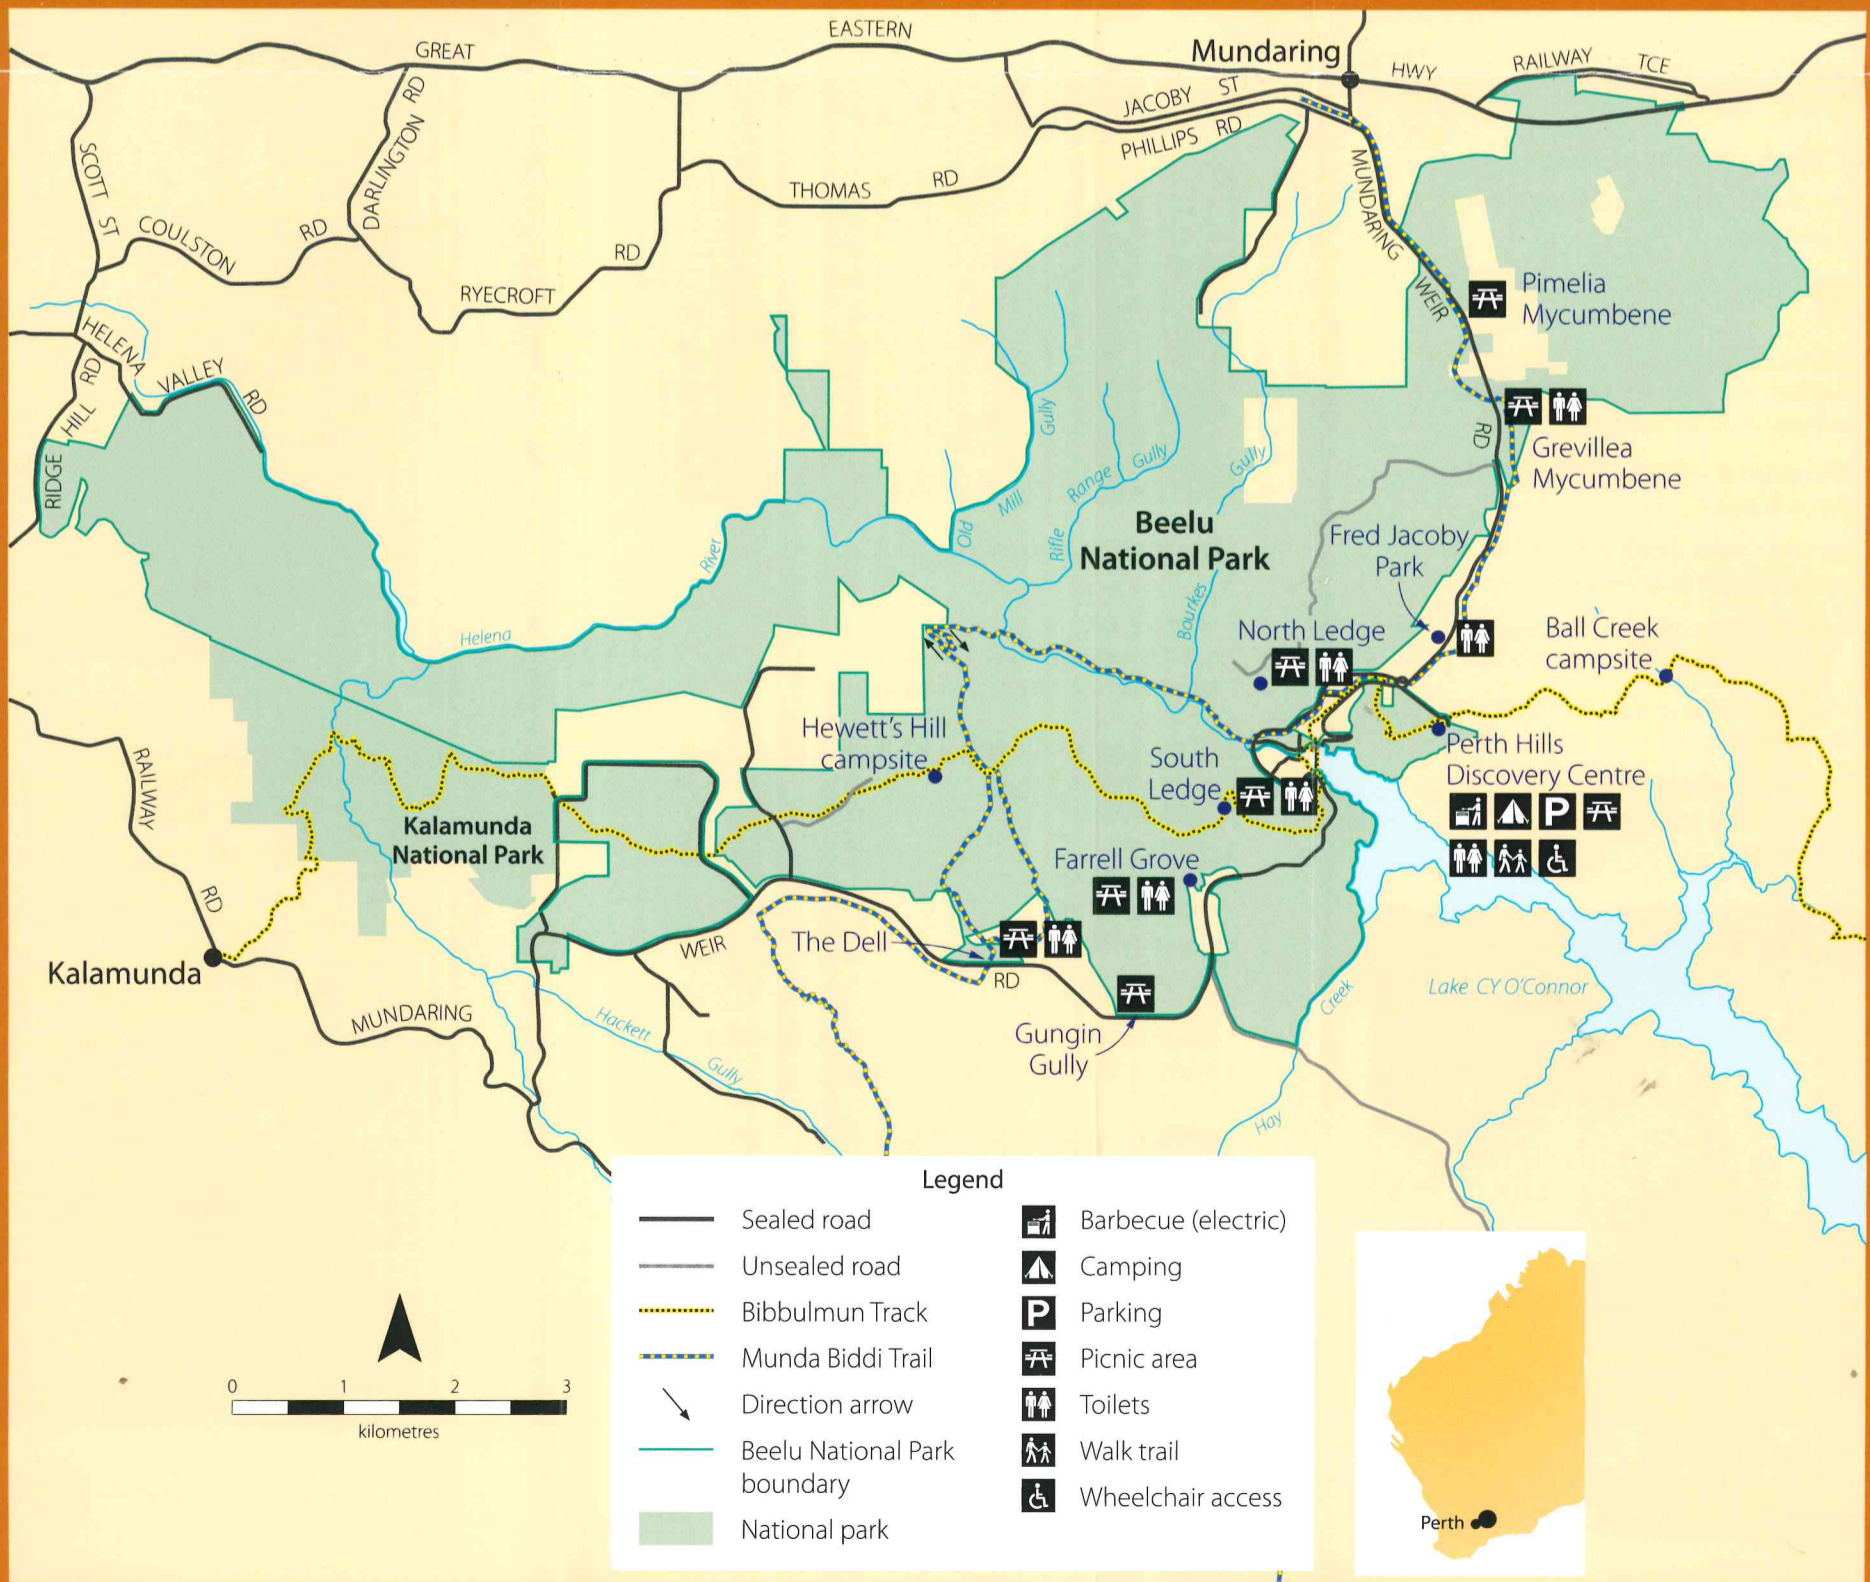 GREAT
EASTERN
Mundaring
HWY
RAILWAY
TCE
JACOBY ST
PHILLIPS RD
SCOTT ST
DARLINGTON RD
COULSTON
RD
THOMAS
RD
RYECROFT
RD
MUNDARING
WEIR
RD
HELENA
VALLEY
RD
RIDGE
HILL
RD
Pimelia
Mycumbene
Grevillea
Mycumbene
Old
Mill
Gully
Rifle
Range
Gully
Bourkes
Gully
Helena
River
Beelu
National Park
Fred Jacoby
Park
North Ledge
Ball Creek
campsite
Hewett's Hill
campsite
South
Ledge
Perth Hills
Discovery Centre
P
Kalamunda
National Park
Farrell Grove
RAILWAY
RD
Kalamunda
MUNDARING
WEIR
RD
The Dell
Gungin
Gully
Hackett
Gully
Hay
Creek
Lake CY O'Connor
Legend
Sealed road
Unsealed road
Bibbulmun Track
Munda Biddi Trail
Direction arrow
Beelu National Park
boundary
National park
Barbecue (electric)
Camping
P Parking
Picnic area
Toilets
Walk trail
Wheelchair access
0 1 2 3
kilometres
Perth